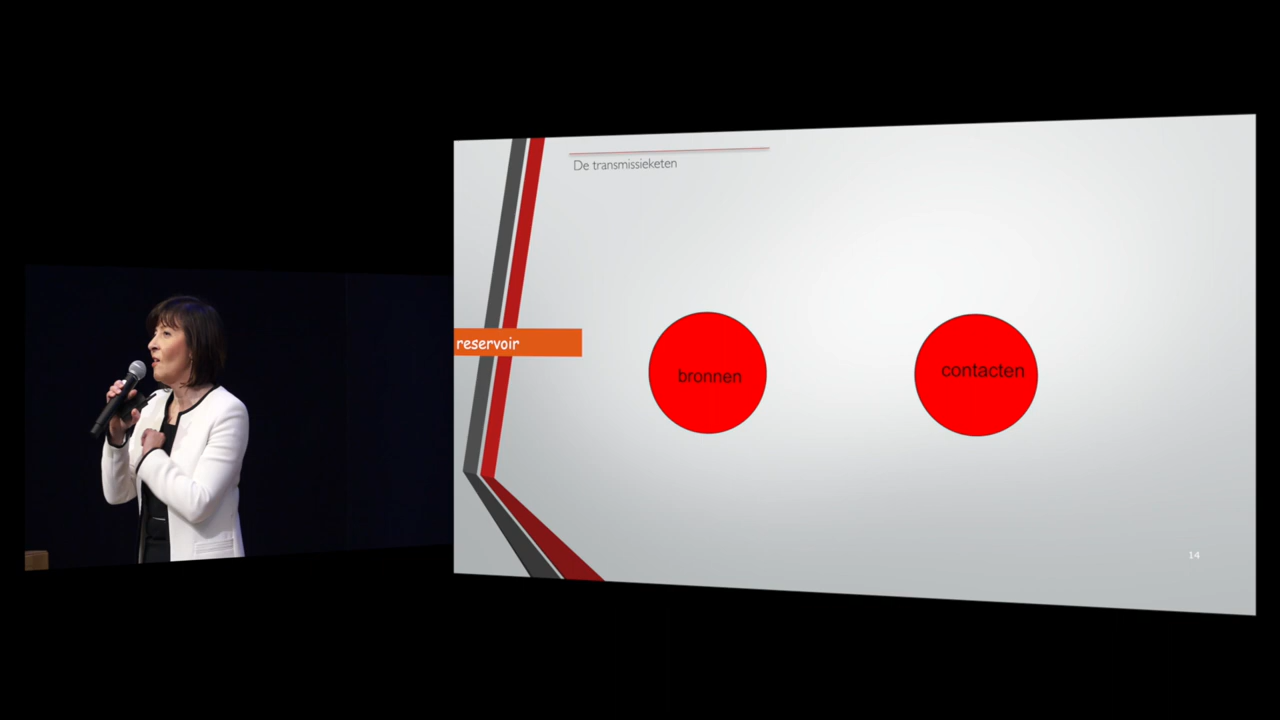 De transmissieketen
reservoir
bronnen
contacten
14